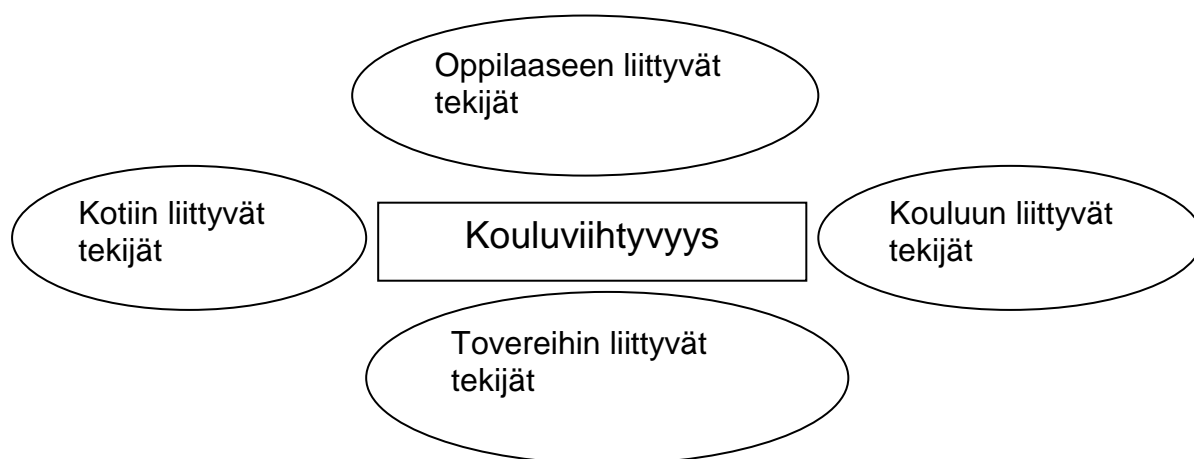 Oppilaaseen liittyvät
tekijät
Kotiin liittyvät
tekijät
Kouluviihtyvyys
Kouluun liittyvät
tekijät
Tovereihin liittyvät
tekijät